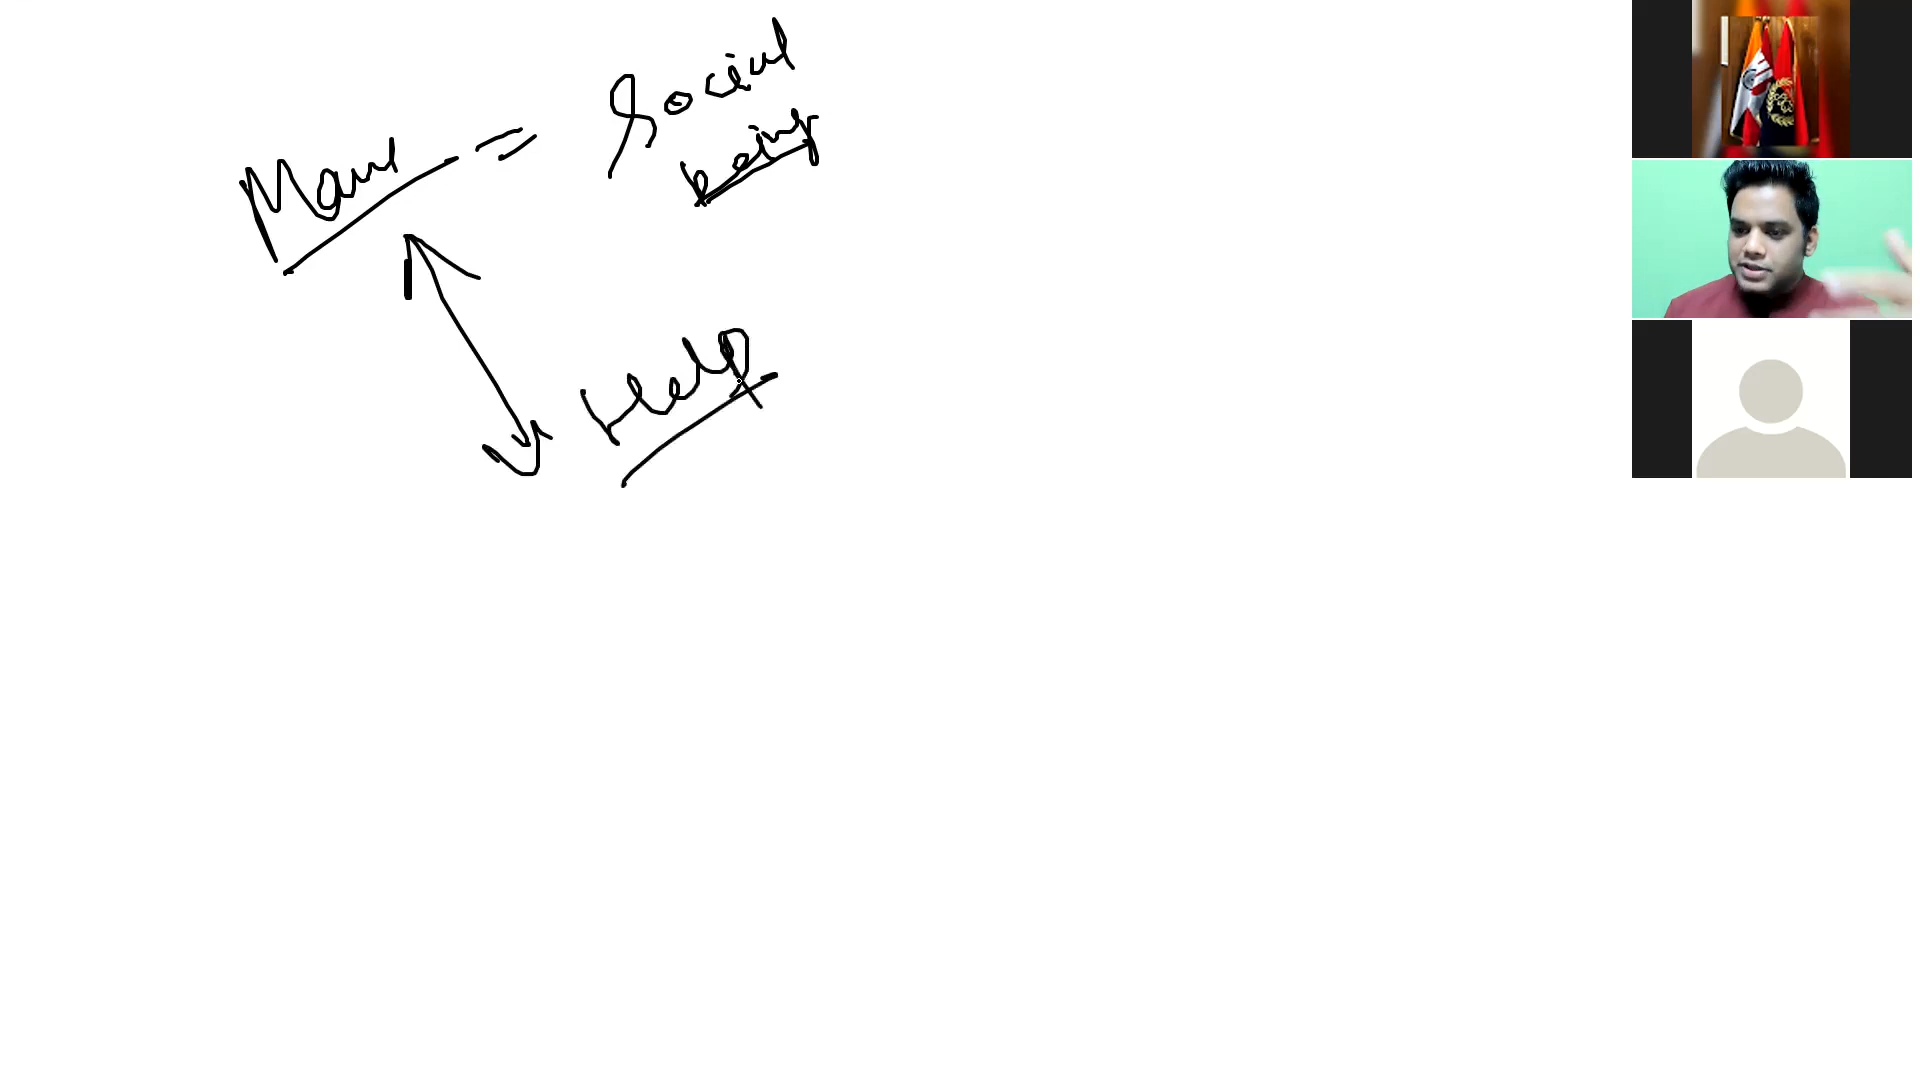 Man = Social
being
Help